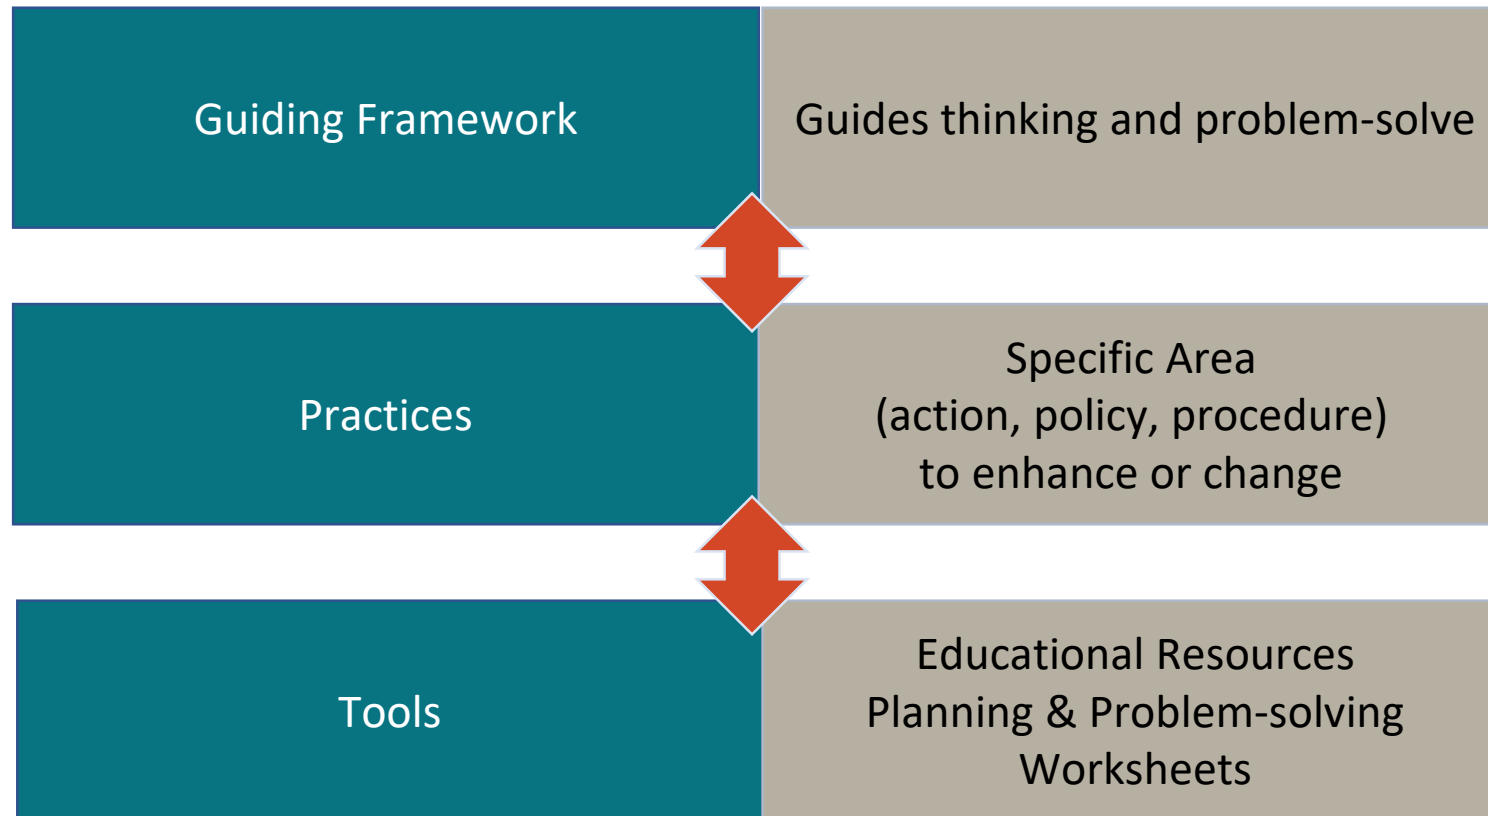 Guiding Framework
Guides thinking and problem-solve
Practices
Specific Area
(action, policy, procedure)
to enhance or change
Tools
Educational Resources
Planning & Problem-solving
Worksheets